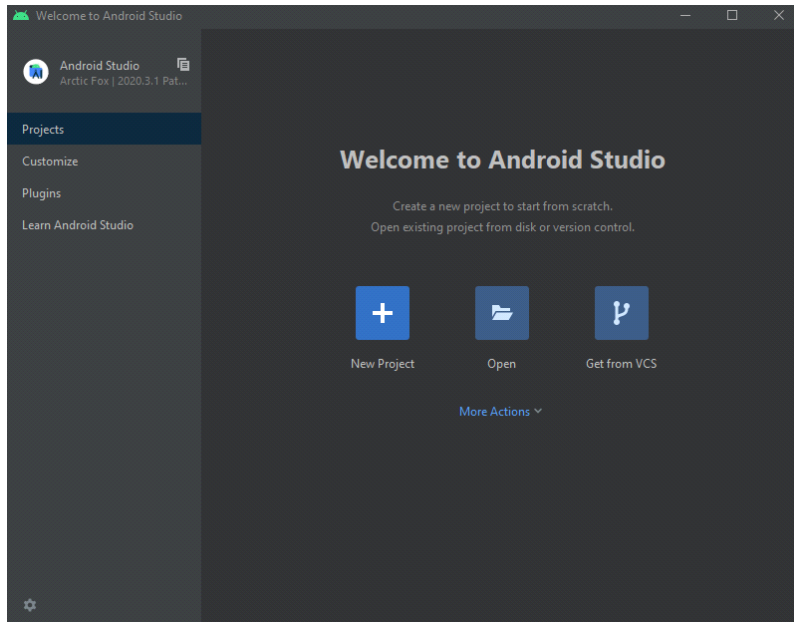 Welcome to Android Studio
Android Studio
Arctic Fox | 2020.3.1 Pat...
Projects
Customize
Plugins
Learn Android Studio
Welcome to Android Studio
Create a new project to start from scratch.
Open existing project from disk or version control.
New Project
Open
Get from VCS
More Actions